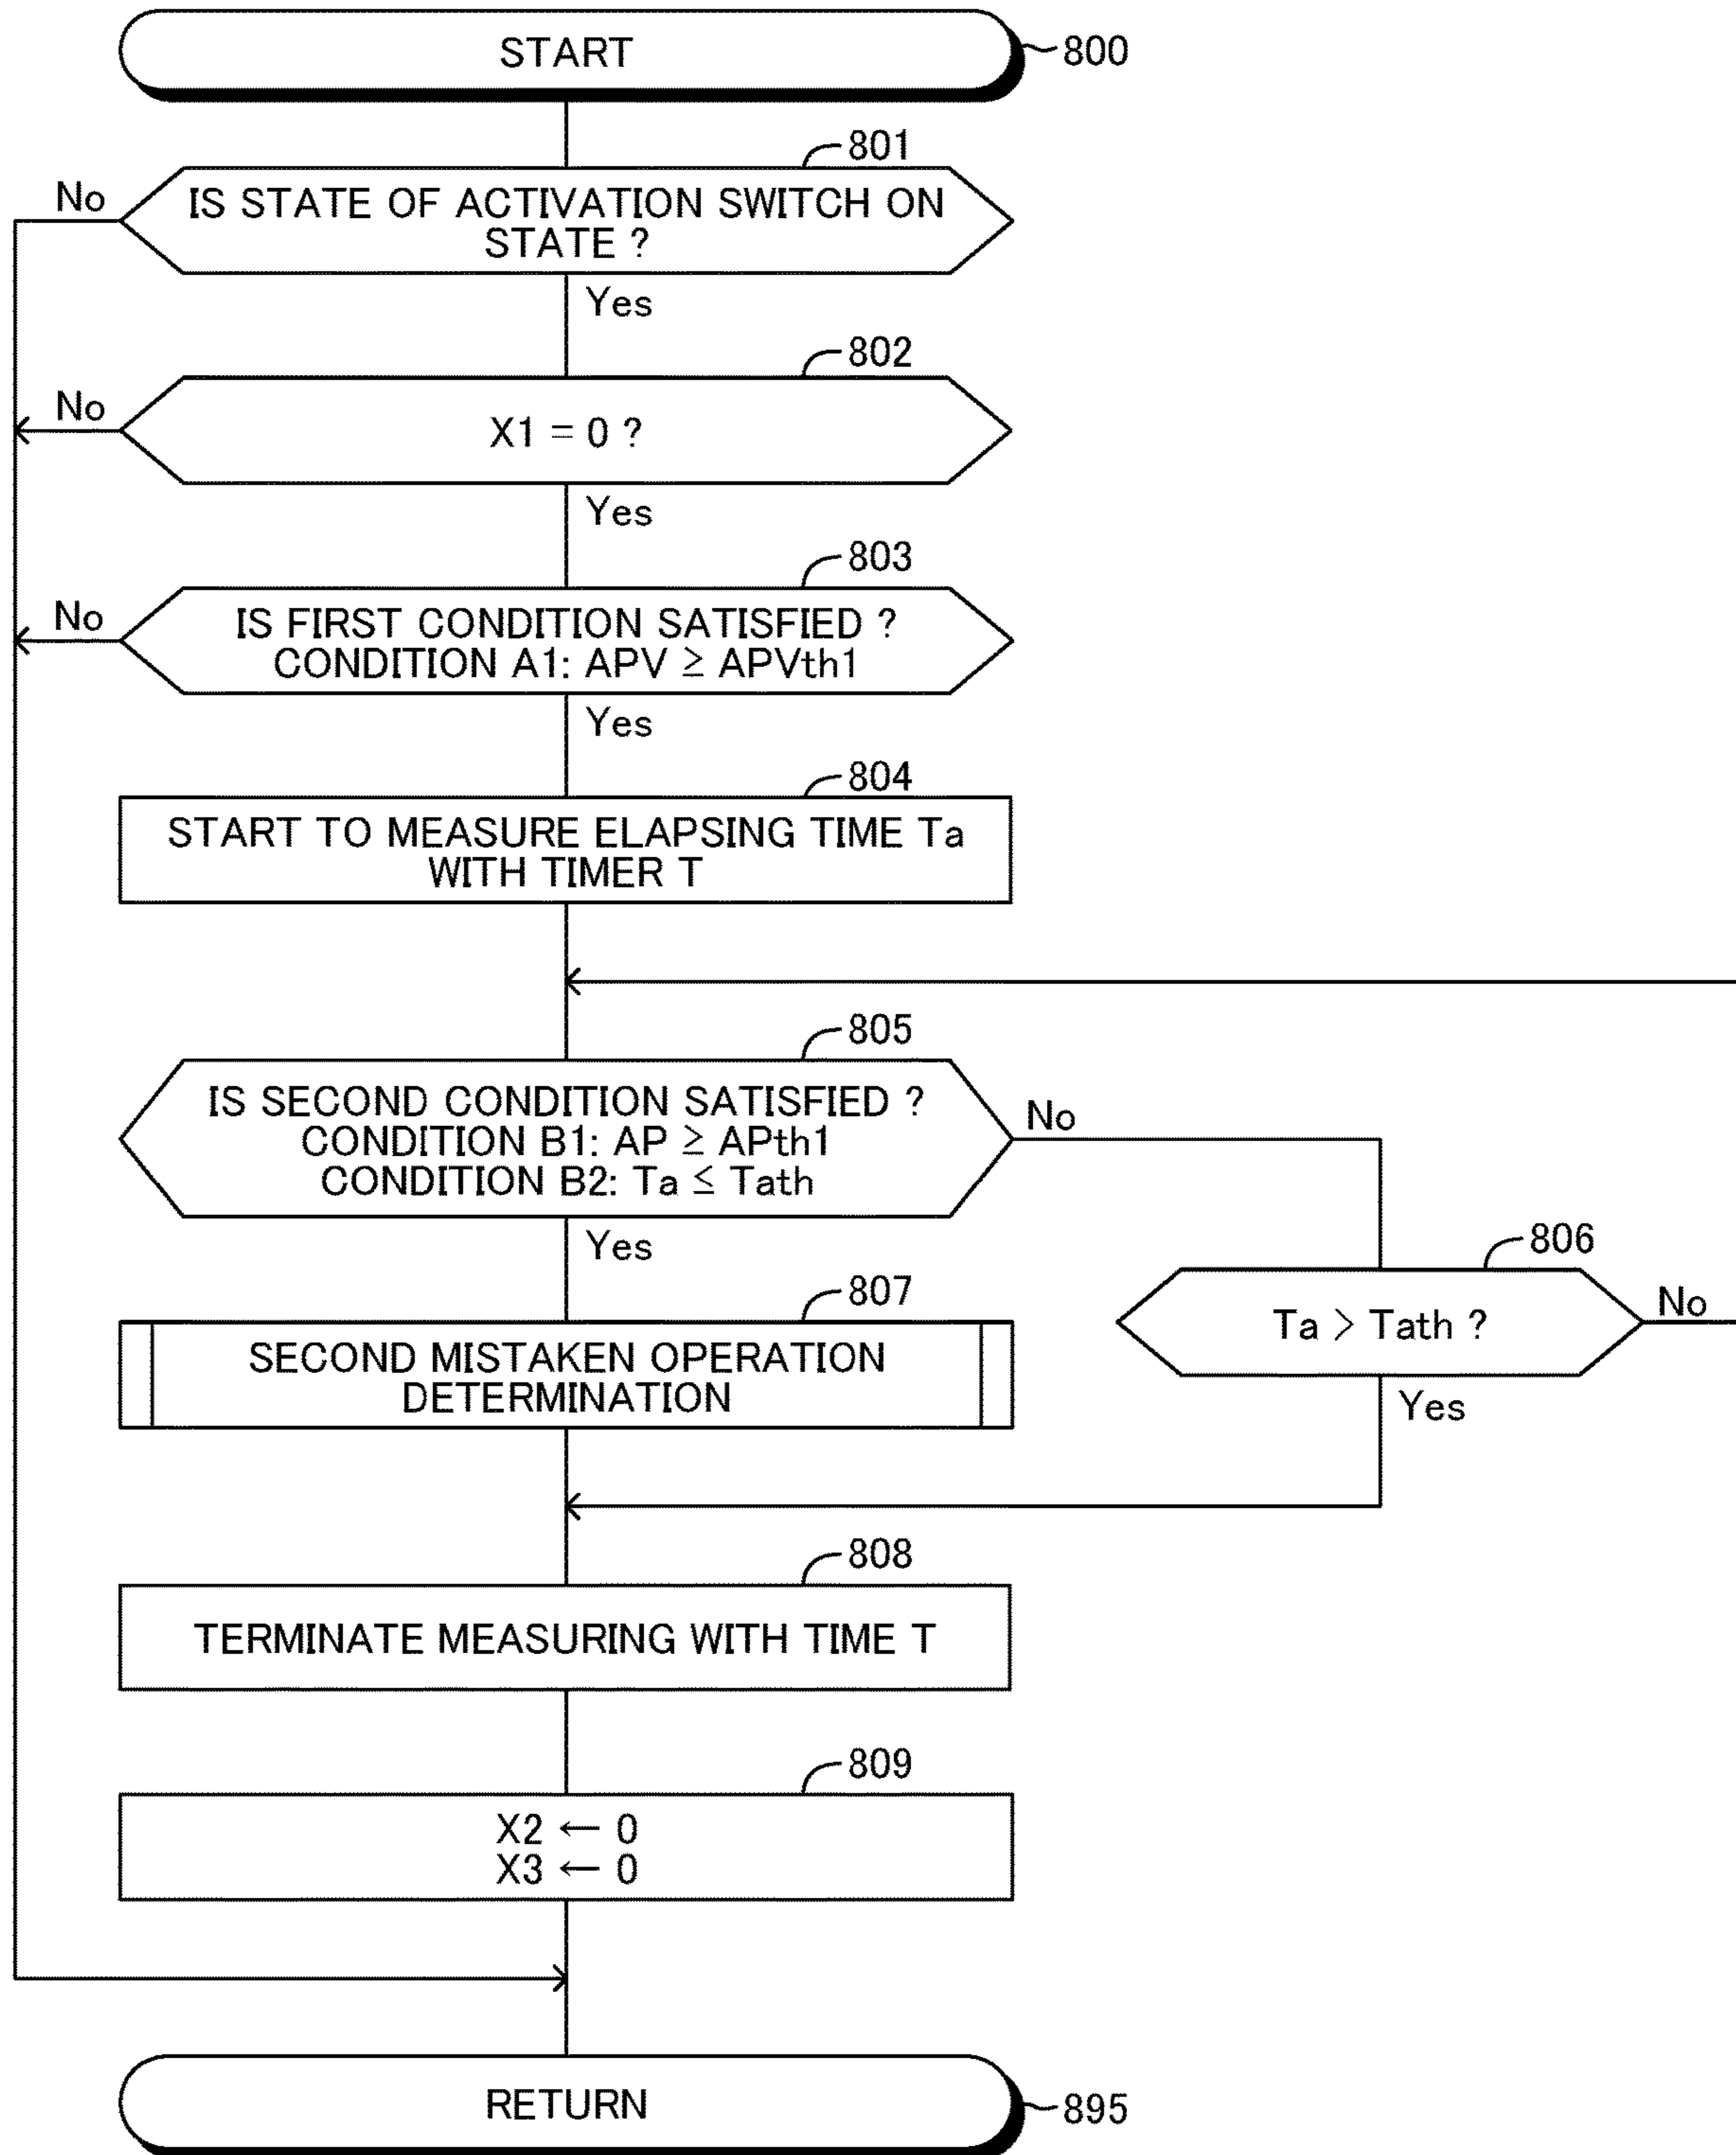 START
800
801
No
IS STATE OF ACTIVATION SWITCH ON
STATE ?
Yes
802
No
X1 = 0 ?
Yes
803
No
IS FIRST CONDITION SATISFIED ?
CONDITION A1: APV ≥ APVth1
Yes
804
START TO MEASURE ELAPSING TIME Ta
WITH TIMER T
805
IS SECOND CONDITION SATISFIED ?
CONDITION B1: AP ≥ APth1
CONDITION B2: Ta ≤ Tath
No
Yes
806
Ta > Tath ?
No
Yes
807
SECOND MISTAKEN OPERATION
DETERMINATION
808
TERMINATE MEASURING WITH TIME T
809
X2 ← 0
X3 ← 0
RETURN
895